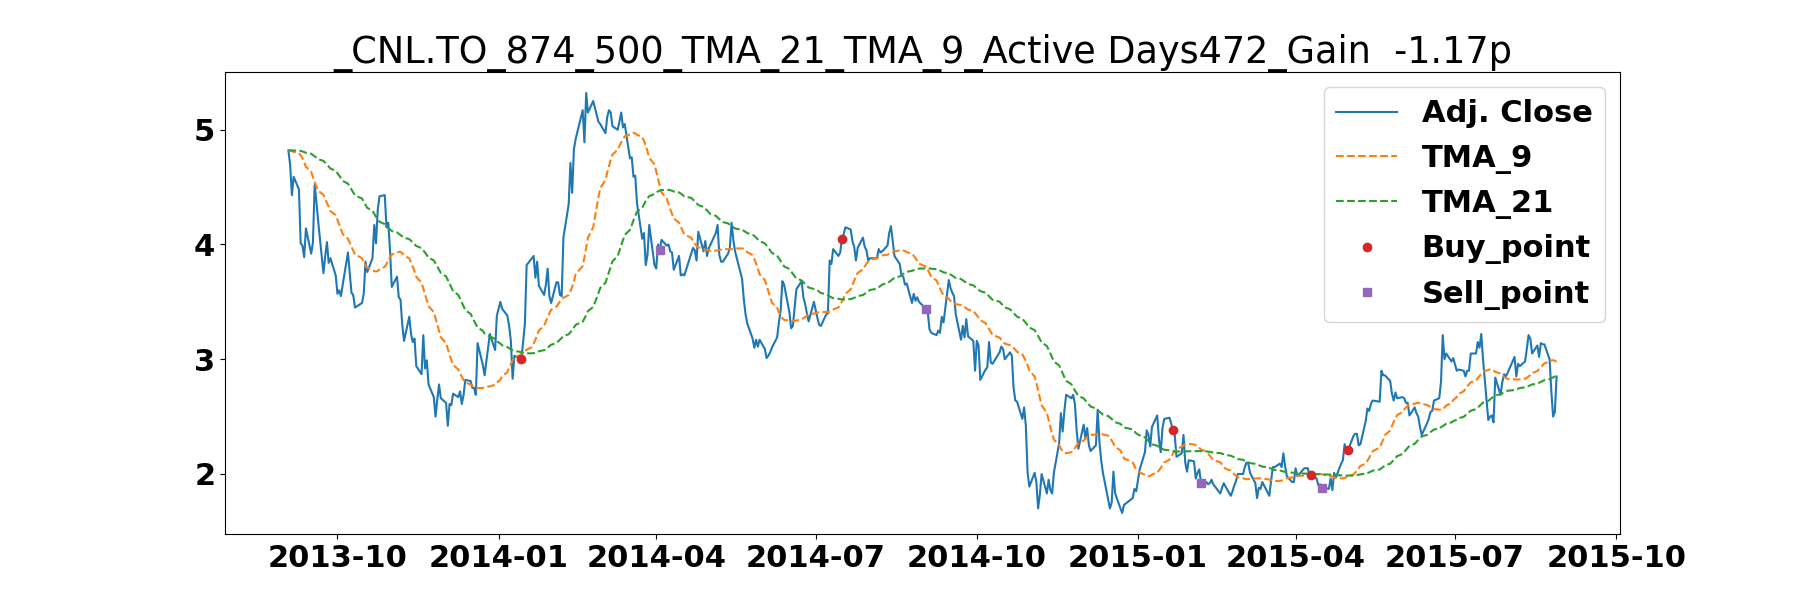 _CNL.TO_874_500_TMA_21_TMA_9_Active Days472_Gain  -1.17p
Adj. Close
TMA_9
TMA_21
Buy_point
Sell_point
5
4
3
2
2013-10 2014-01 2014-04 2014-07 2014-10 2015-01 2015-04 2015-07 2015-10